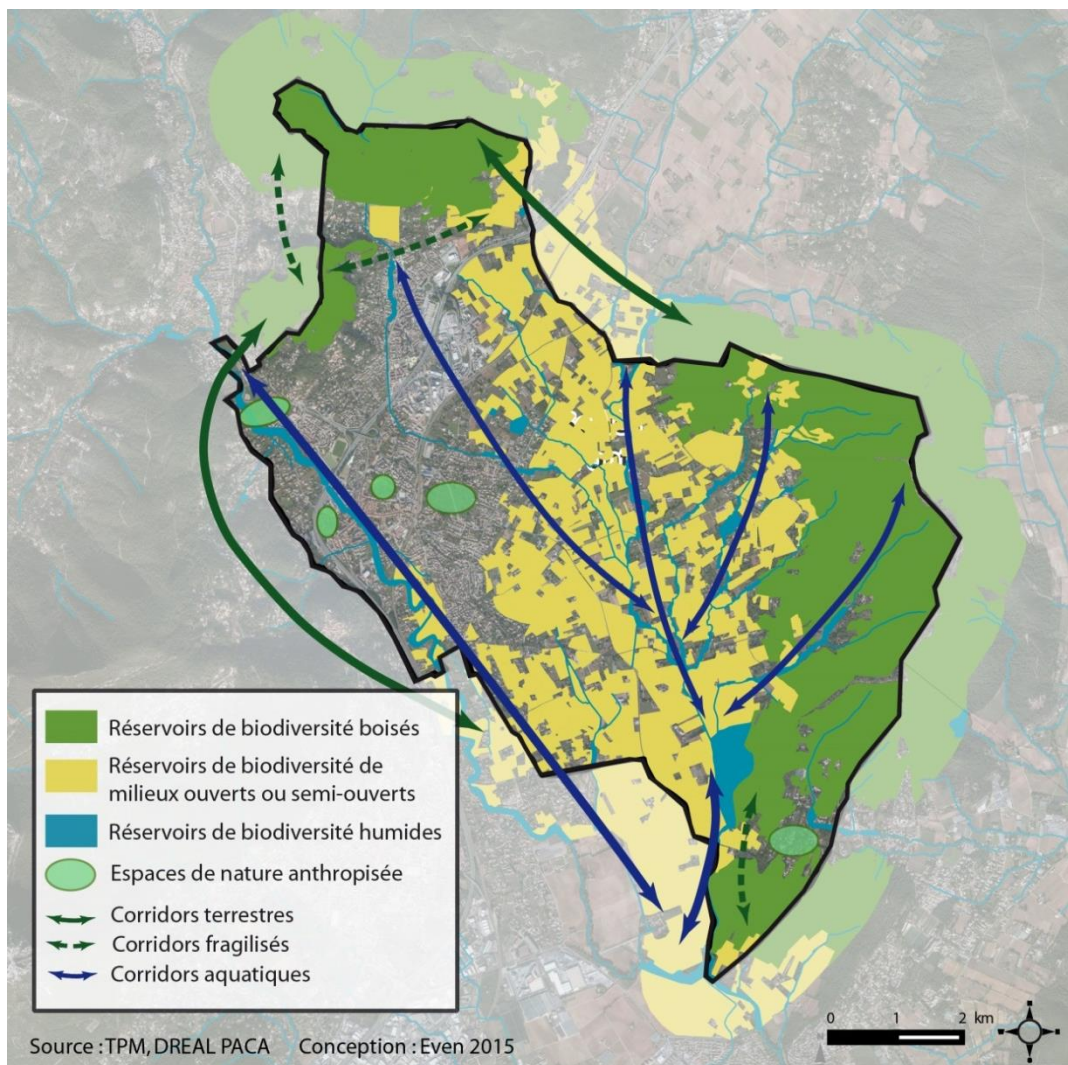 Réservoirs de biodiversité boisés
Réservoirs de biodiversité de
milieux ouverts ou semi-ouverts
Réservoirs de biodiversité humides
Espaces de nature anthropisée
Corridors terrestres
Corridors fragilisés
Corridors aquatiques
0 1 2 km
Source : TPM, DREAL PACA Conception : Even 2015